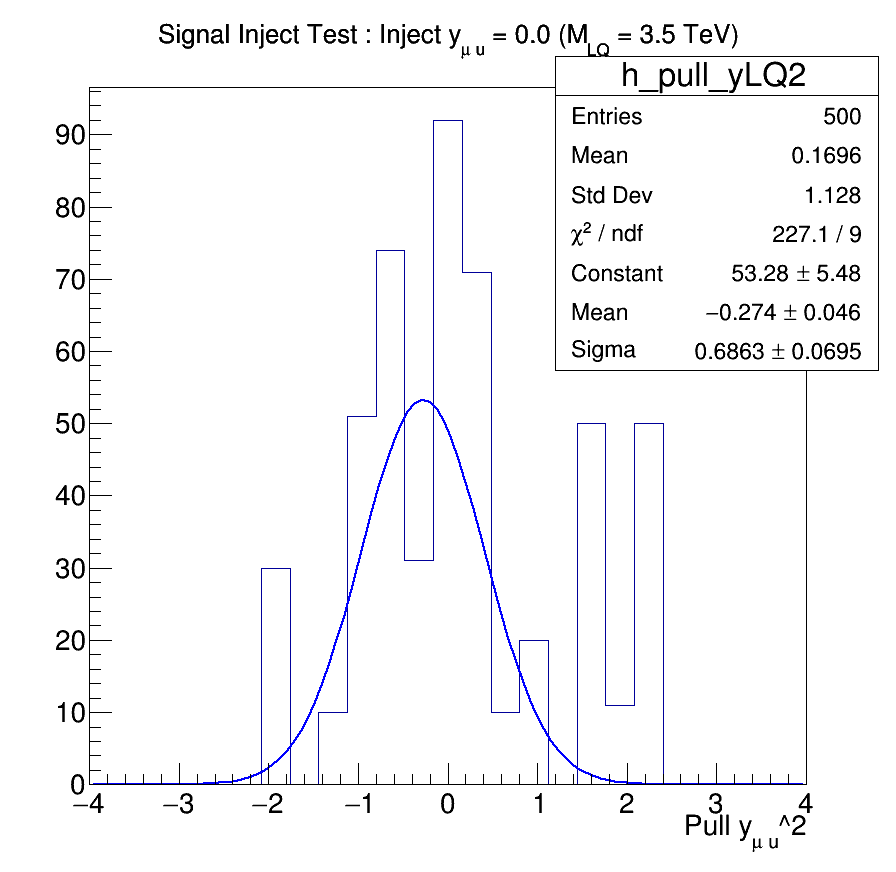 Signal Inject Test : Inject y_μ u = 0.0 (M_LQ = 3.5 TeV)
h_pull_yLQ2
Entries 500
Mean 0.1696
Std Dev 1.128
χ² / ndf 227.1 / 9
Constant 53.28 ± 5.48
Mean −0.274 ± 0.046
Sigma 0.6863 ± 0.0695
90
80
70
60
50
40
30
20
10
0
−4 −3 −2 −1 0 1 2 3 4
Pull y_μ u^2